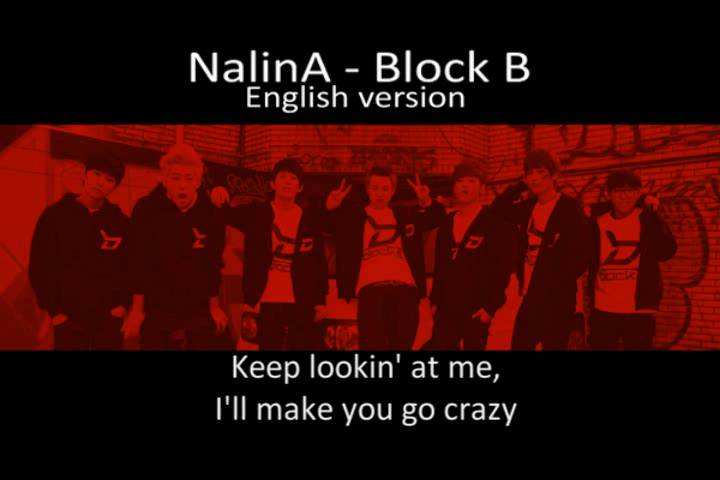 NalinA - Block B
English version
Keep lookin' at me,
I'll make you go crazy